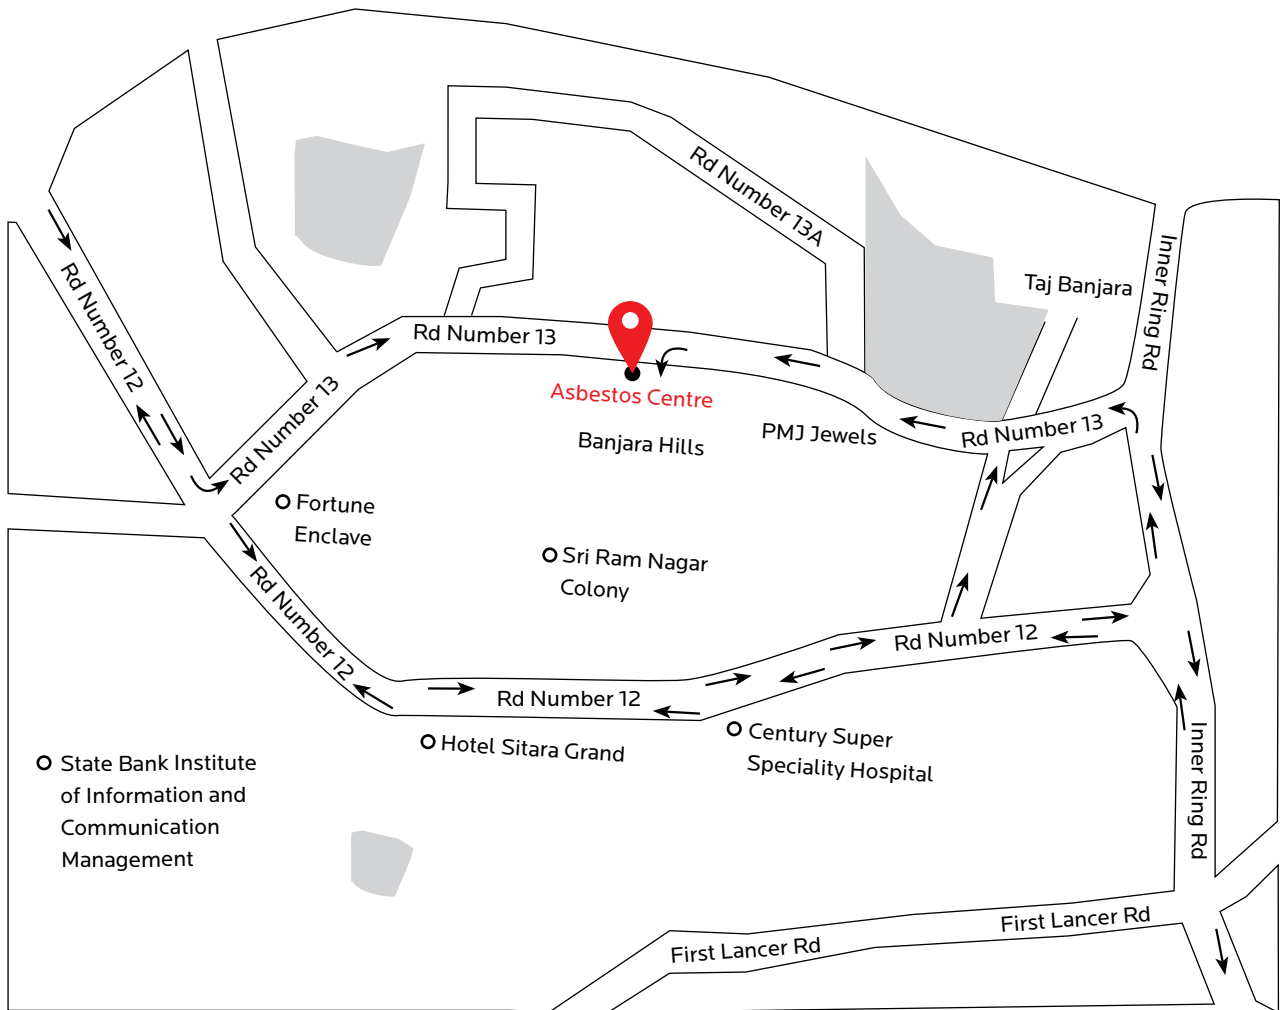 Rd Number 13A
Inner Ring Rd
Taj Banjara
Rd Number 12
Rd Number 13
Rd Number 13
Asbestos Centre
Banjara Hills
PMJ Jewels
Rd Number 13
Fortune
Enclave
Sri Ram Nagar
Colony
Rd Number 12
Rd Number 12
Rd Number 12
Hotel Sitara Grand
Century Super
Speciality Hospital
State Bank Institute
of Information and
Communication
Management
Inner Ring Rd
First Lancer Rd
First Lancer Rd